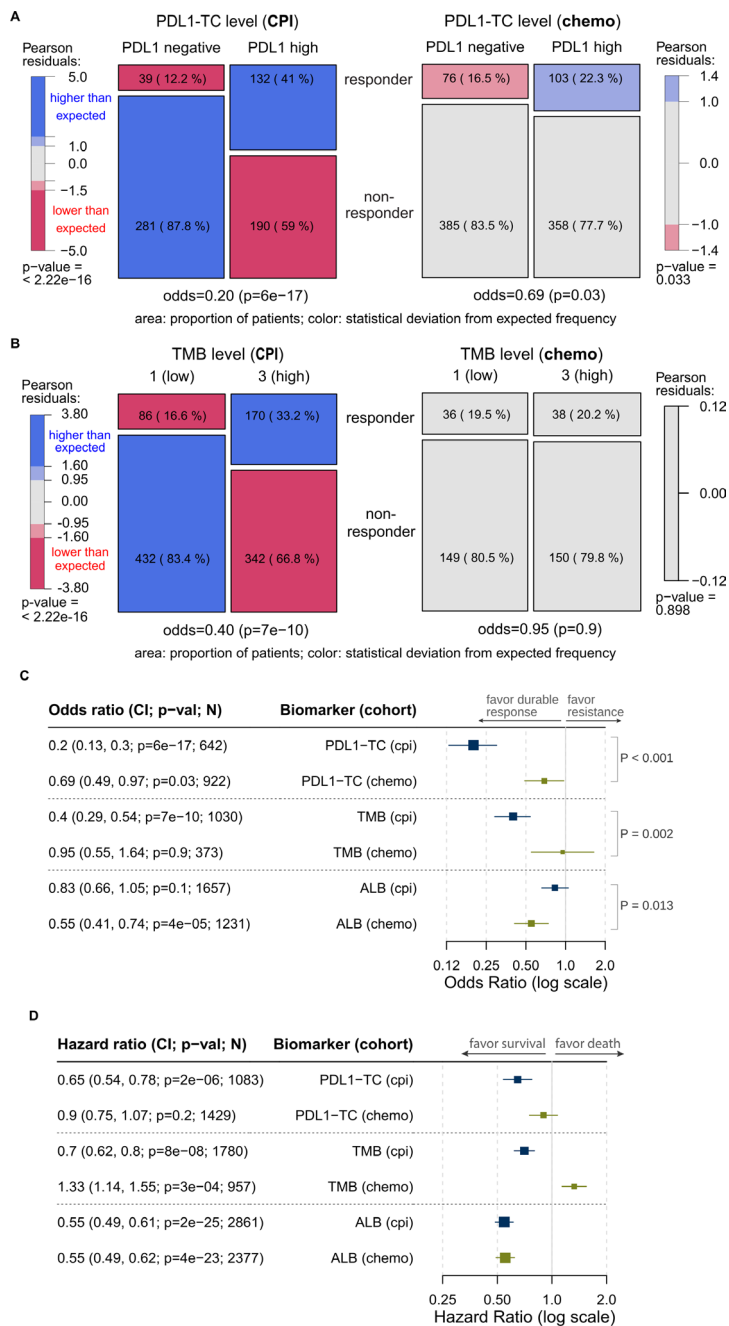 A
PDL1-TC level (CPI)
PDL1-TC level (chemo)
Pearson
residuals:
PDL1 negative
PDL1 high
PDL1 negative
PDL1 high
Pearson
residuals:
5.0
higher than
expected
1.0
0.0
−1.5
lower than
expected
−5.0
p-value =
< 2.22e−16
39 ( 12.2 %)
132 ( 41 %)
responder
76 ( 16.5 %)
103 ( 22.3 %)
non-
responder
281 ( 87.8 %)
190 ( 59 %)
385 ( 83.5 %)
358 ( 77.7 %)
1.4
1.0
0.0
−1.0
−1.4
p-value =
0.033
odds=0.20 (p=6e−17)
odds=0.69 (p=0.03)
area: proportion of patients; color: statistical deviation from expected frequency
B
TMB level (CPI)
TMB level (chemo)
Pearson
residuals:
1 (low)
3 (high)
1 (low)
3 (high)
Pearson
residuals:
3.80
higher than
expected
1.60
0.95
0.00
-0.95
-1.60
lower than
expected
−3.80
p-value =
< 2.22e-16
86 ( 16.6 %)
170 ( 33.2 %)
responder
36 ( 19.5 %)
38 ( 20.2 %)
non-
responder
432 ( 83.4 %)
342 ( 66.8 %)
149 ( 80.5 %)
150 ( 79.8 %)
0.12
0.00
−0.12
p−value =
0.898
odds=0.40 (p=7e−10)
odds=0.95 (p=0.9)
area: proportion of patients; color: statistical deviation from expected frequency
C
Odds ratio (CI; p−val; N)
Biomarker (cohort)
favor durable
response
favor
resistance
0.2 (0.13, 0.3; p=6e−17; 642)
PDL1−TC (cpi)
P < 0.001
0.69 (0.49, 0.97; p=0.03; 922)
PDL1−TC (chemo)
0.4 (0.29, 0.54; p=7e−10; 1030)
TMB (cpi)
P = 0.002
0.95 (0.55, 1.64; p=0.9; 373)
TMB (chemo)
0.83 (0.66, 1.05; p=0.1; 1657)
ALB (cpi)
P = 0.013
0.55 (0.41, 0.74; p=4e−05; 1231)
ALB (chemo)
0.12 0.25 0.50 1.0 2.0
Odds Ratio (log scale)
D
Hazard ratio (CI; p−val; N)
Biomarker (cohort)
favor survival
favor death
0.65 (0.54, 0.78; p=2e−06; 1083)
PDL1−TC (cpi)
0.9 (0.75, 1.07; p=0.2; 1429)
PDL1−TC (chemo)
0.7 (0.62, 0.8; p=8e−08; 1780)
TMB (cpi)
1.33 (1.14, 1.55; p=3e−04; 957)
TMB (chemo)
0.55 (0.49, 0.61; p=2e−25; 2861)
ALB (cpi)
0.55 (0.49, 0.62; p=4e−23; 2377)
ALB (chemo)
0.25 0.50 1.0 2.0
Hazard Ratio (log scale)